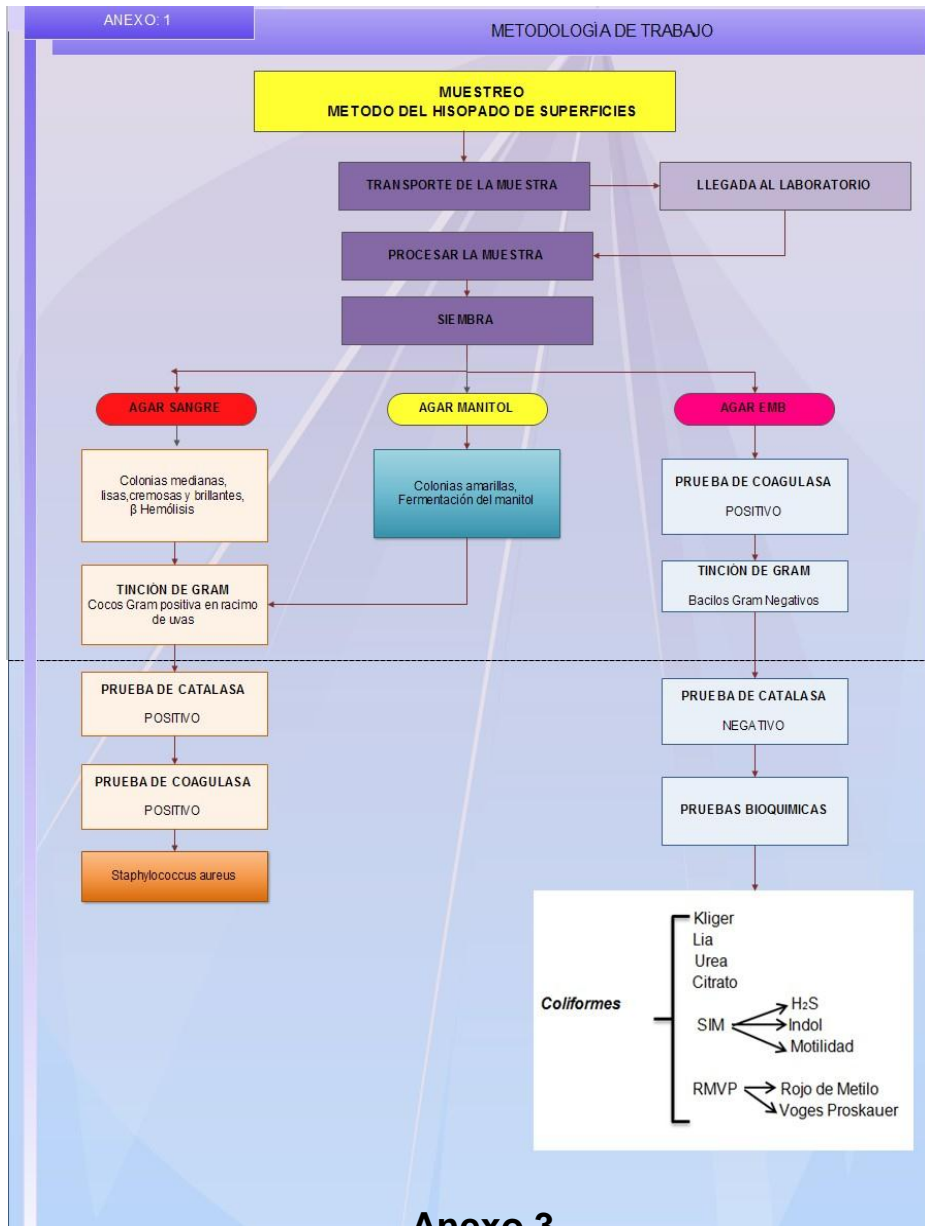 ANEXO: 1
METODOLOGÌA DE TRABAJO
MUESTREO
METODO DEL HISOPADO DE SUPERFICIES
TRANSPORTE DE LA MUESTRA
LLEGADA AL LABORATORIO
PROCESAR LA MUESTRA
SIEMBRA
AGAR SANGRE
AGAR MANITOL
AGAR EMB
Colonias medianas,
lisas,cremosas y brillantes,
β Hemólisis
Colonias amarillas,
Fermentación del manitol
PRUEBA DE COAGULASA
POSITIVO
TINCIÓN DE GRAM
Cocos Gram positiva en racimo
de uvas
TINCIÓN DE GRAM
Bacilos Gram Negativos
PRUEBA DE CATALASA
POSITIVO
PRUEBA DE CATALASA
NEGATIVO
PRUEBA DE COAGULASA
POSITIVO
PRUEBAS BIOQUIMICAS
Staphylococcus aureus
Kliger
Lia
Urea
Citrato
Coliformes
SIM
H₂S
Indol
Motilidad
RMVP
Rojo de Metilo
Voges Proskauer
Anexo 3